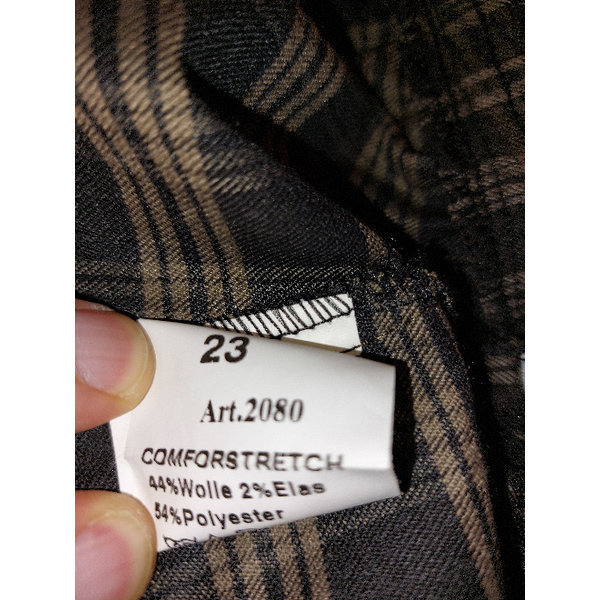 23
Art.2080
COMFORSTRETCH
44%Wolle 2%Elas
54%Polyester